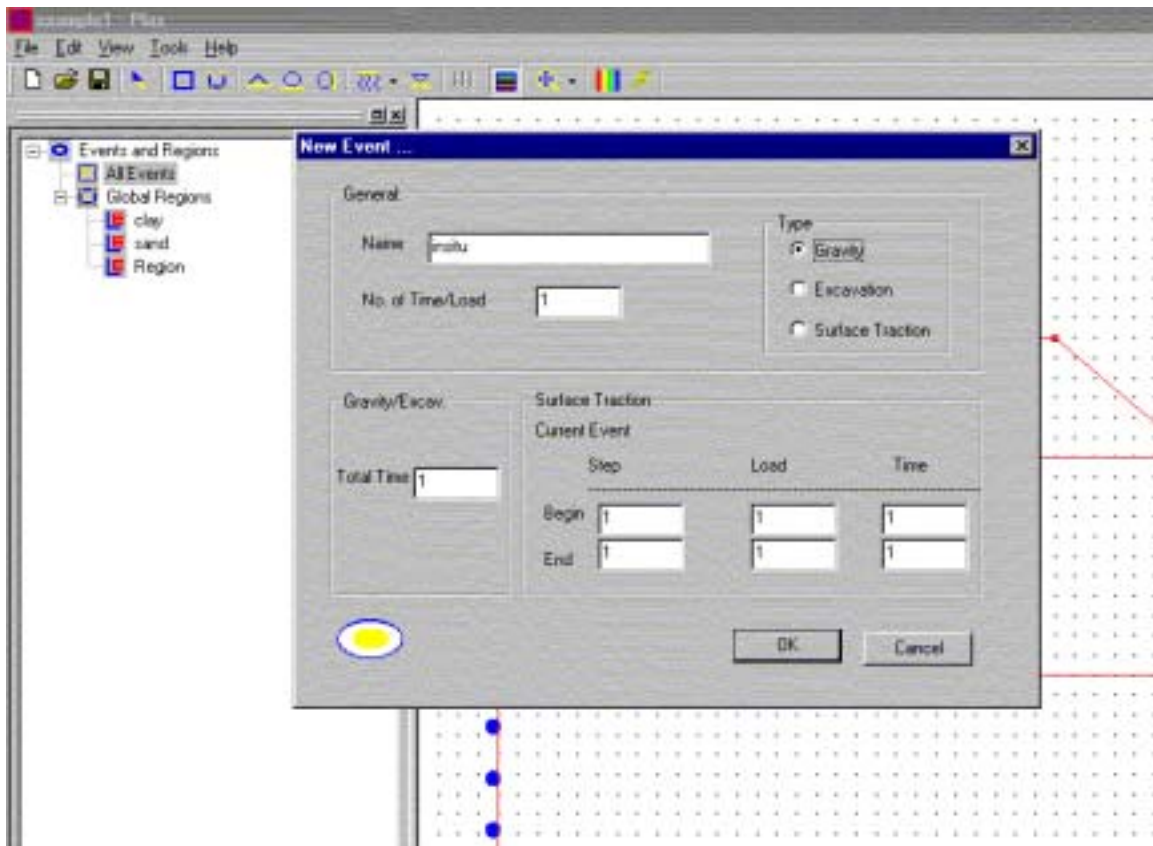 example1 - Plax
File Edit View Tools Help
Events and Regions
All Events
Global Regions
clay
sand
Region
New Event ...
General
Name insitu
No. of Time/Load 1
Type
Gravity
Excavation
Surface Traction
Gravity/Excav.
Total Time 1
Surface Traction
Current Event
Step Load Time
Begin 1 1 1
End 1 1 1
OK Cancel